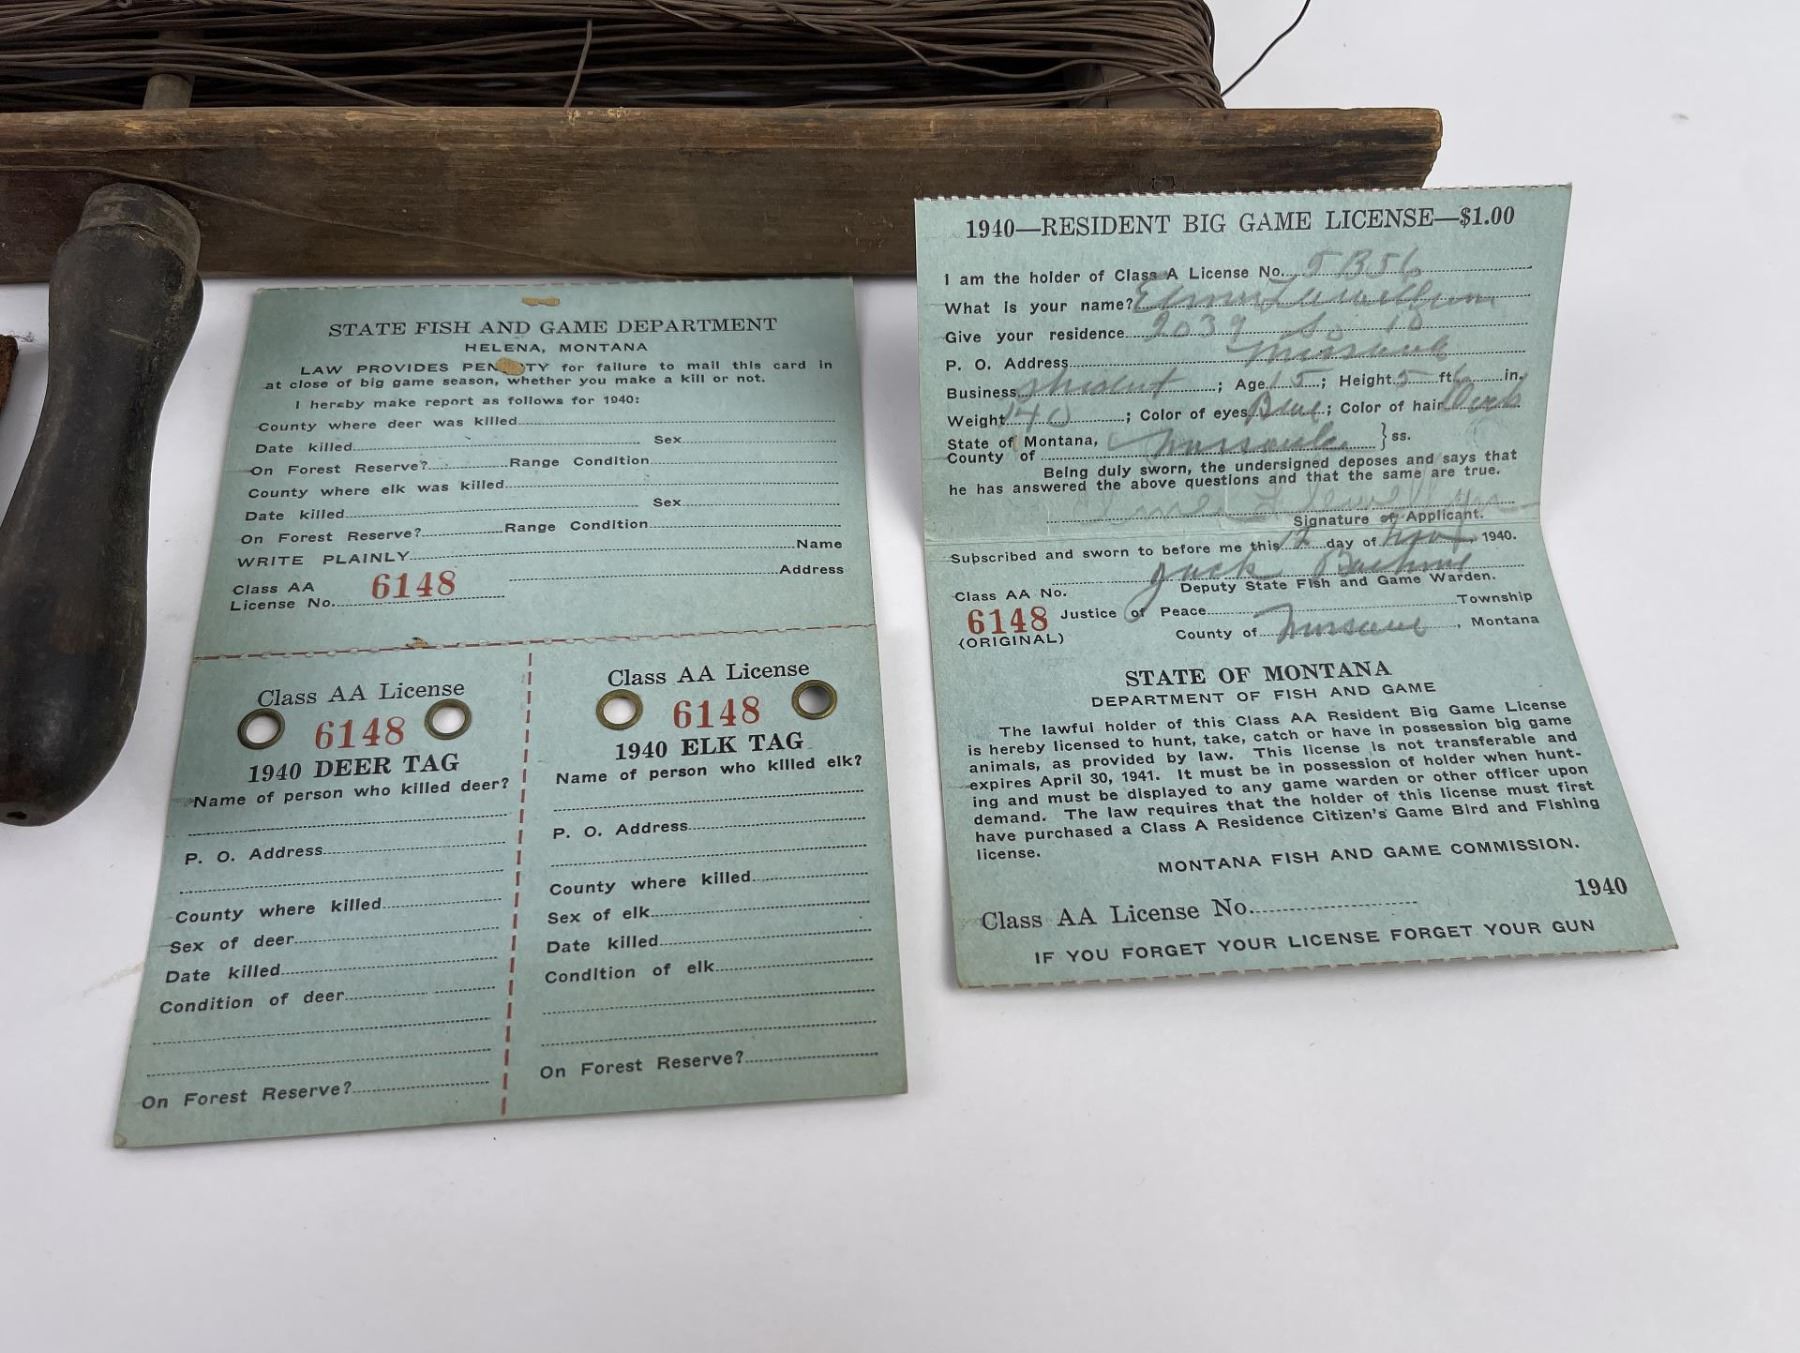 STATE FISH AND GAME DEPARTMENT
HELENA, MONTANA
LAW PROVIDES PEN TY for failure to mail this card in
at close of big game season, whether you make a kill or not.
I hereby make report as follows for 1940:
County where deer was killed
Date killed Sex
On Forest Reserve? Range Condition
County where elk was killed
Date killed Sex
On Forest Reserve? Range Condition
WRITE PLAINLY Name
Class AA
License No. 6148 Address
Class AA License
6148
1940 DEER TAG
Name of person who killed deer?
P. O. Address
County where killed
Sex of deer
Date killed
Condition of deer
On Forest Reserve?
Class AA License
6148
1940 ELK TAG
Name of person who killed elk?
P. O. Address
County where killed
Sex of elk
Date killed
Condition of elk
On Forest Reserve?
1940—RESIDENT BIG GAME LICENSE—$1.00
I am the holder of Class A License No.
What is your name? Elmer
Give your residence 2039 So 10
P. O. Address Missoula
Business Student ; Age 15 ; Height 5 ft. 6 in.
Weight 140 ; Color of eyes Blue ; Color of hair
State of Montana,
County of Missoula } ss.
Being duly sworn, the undersigned deposes and says that
he has answered the above questions and that the same are true.
Signature of Applicant.
Subscribed and sworn to before me this 12 day of Nov, 1940.
Jack
Deputy State Fish and Game Warden.
Class AA No.
6148
(ORIGINAL)
Justice of Peace Township
County of Missoula, Montana
STATE OF MONTANA
DEPARTMENT OF FISH AND GAME
The lawful holder of this Class AA Resident Big Game License
is hereby licensed to hunt, take, catch or have in possession big game
animals, as provided by law. This license is not transferable and
expires April 30, 1941. It must be in possession of holder when hunt-
ing and must be displayed to any game warden or other officer upon
demand. The law requires that the holder of this license must first
have purchased a Class A Residence Citizen's Game Bird and Fishing
license.
MONTANA FISH AND GAME COMMISSION.
1940
Class AA License No.
IF YOU FORGET YOUR LICENSE FORGET YOUR GUN